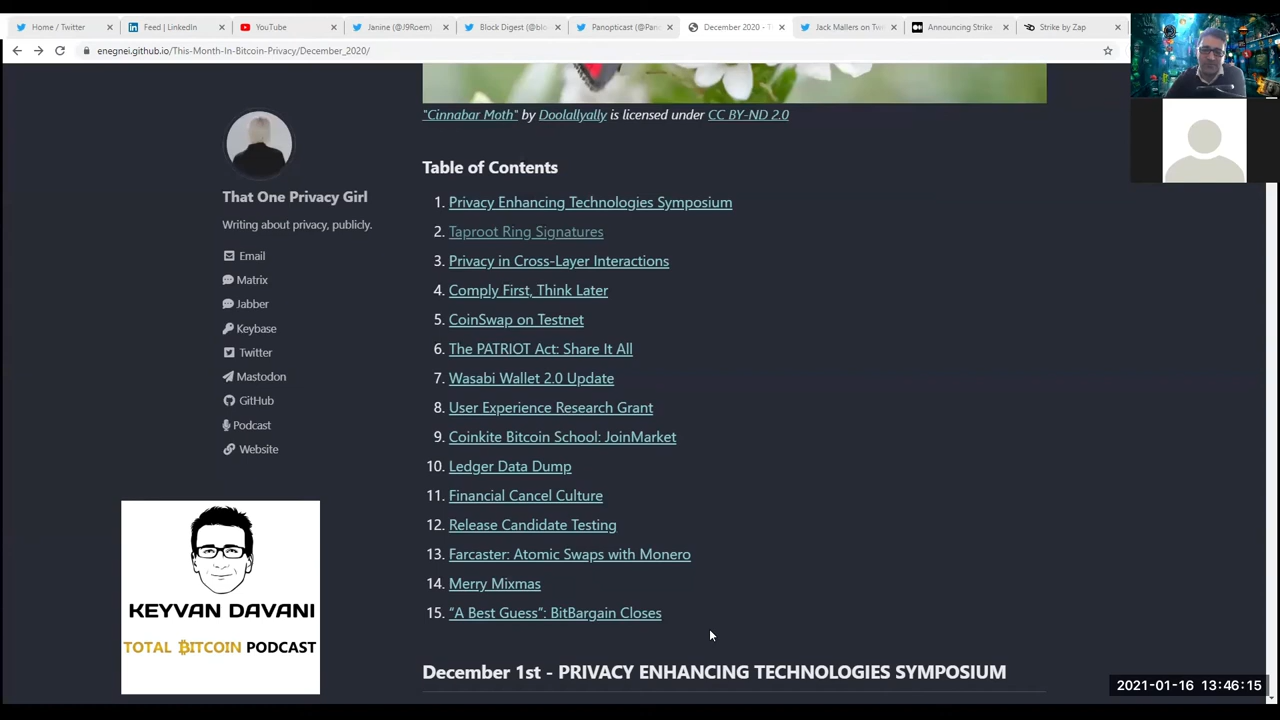 Home / Twitter
Feed | LinkedIn
YouTube
Janine (@J9Roem)
Block Digest (@blo
Panopticast (@Pan
December 2020 - T
Jack Mallers on Tw
Announcing Strike
Strike by Zap
enegnei.github.io/This-Month-In-Bitcoin-Privacy/December_2020/
"Cinnabar Moth" by Doolallyally is licensed under CC BY-ND 2.0
That One Privacy Girl
Writing about privacy, publicly.
Email
Matrix
Jabber
Keybase
Twitter
Mastodon
GitHub
Podcast
Website
KEYVAN DAVANI
TOTAL BITCOIN PODCAST
Table of Contents
1. Privacy Enhancing Technologies Symposium
2. Taproot Ring Signatures
3. Privacy in Cross-Layer Interactions
4. Comply First, Think Later
5. CoinSwap on Testnet
6. The PATRIOT Act: Share It All
7. Wasabi Wallet 2.0 Update
8. User Experience Research Grant
9. Coinkite Bitcoin School: JoinMarket
10. Ledger Data Dump
11. Financial Cancel Culture
12. Release Candidate Testing
13. Farcaster: Atomic Swaps with Monero
14. Merry Mixmas
15. “A Best Guess”: BitBargain Closes
December 1st - PRIVACY ENHANCING TECHNOLOGIES SYMPOSIUM
2021-01-16 13:46:15